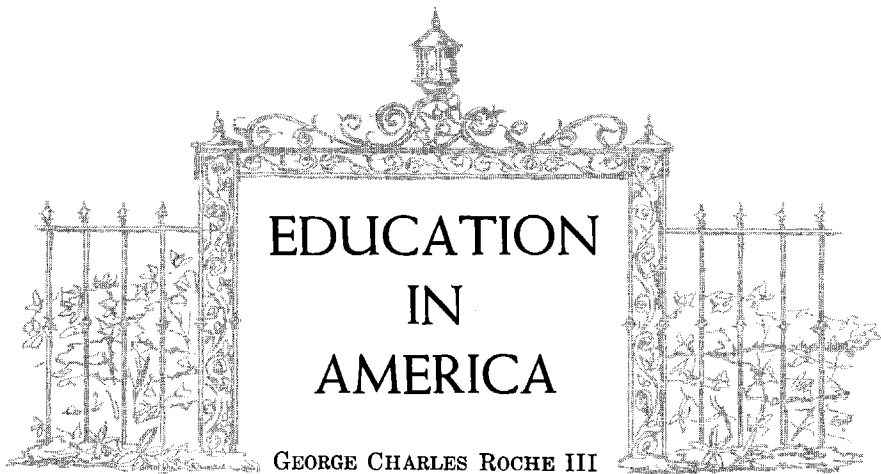 EDUCATION
IN
AMERICA
GEORGE CHARLES ROCHE III